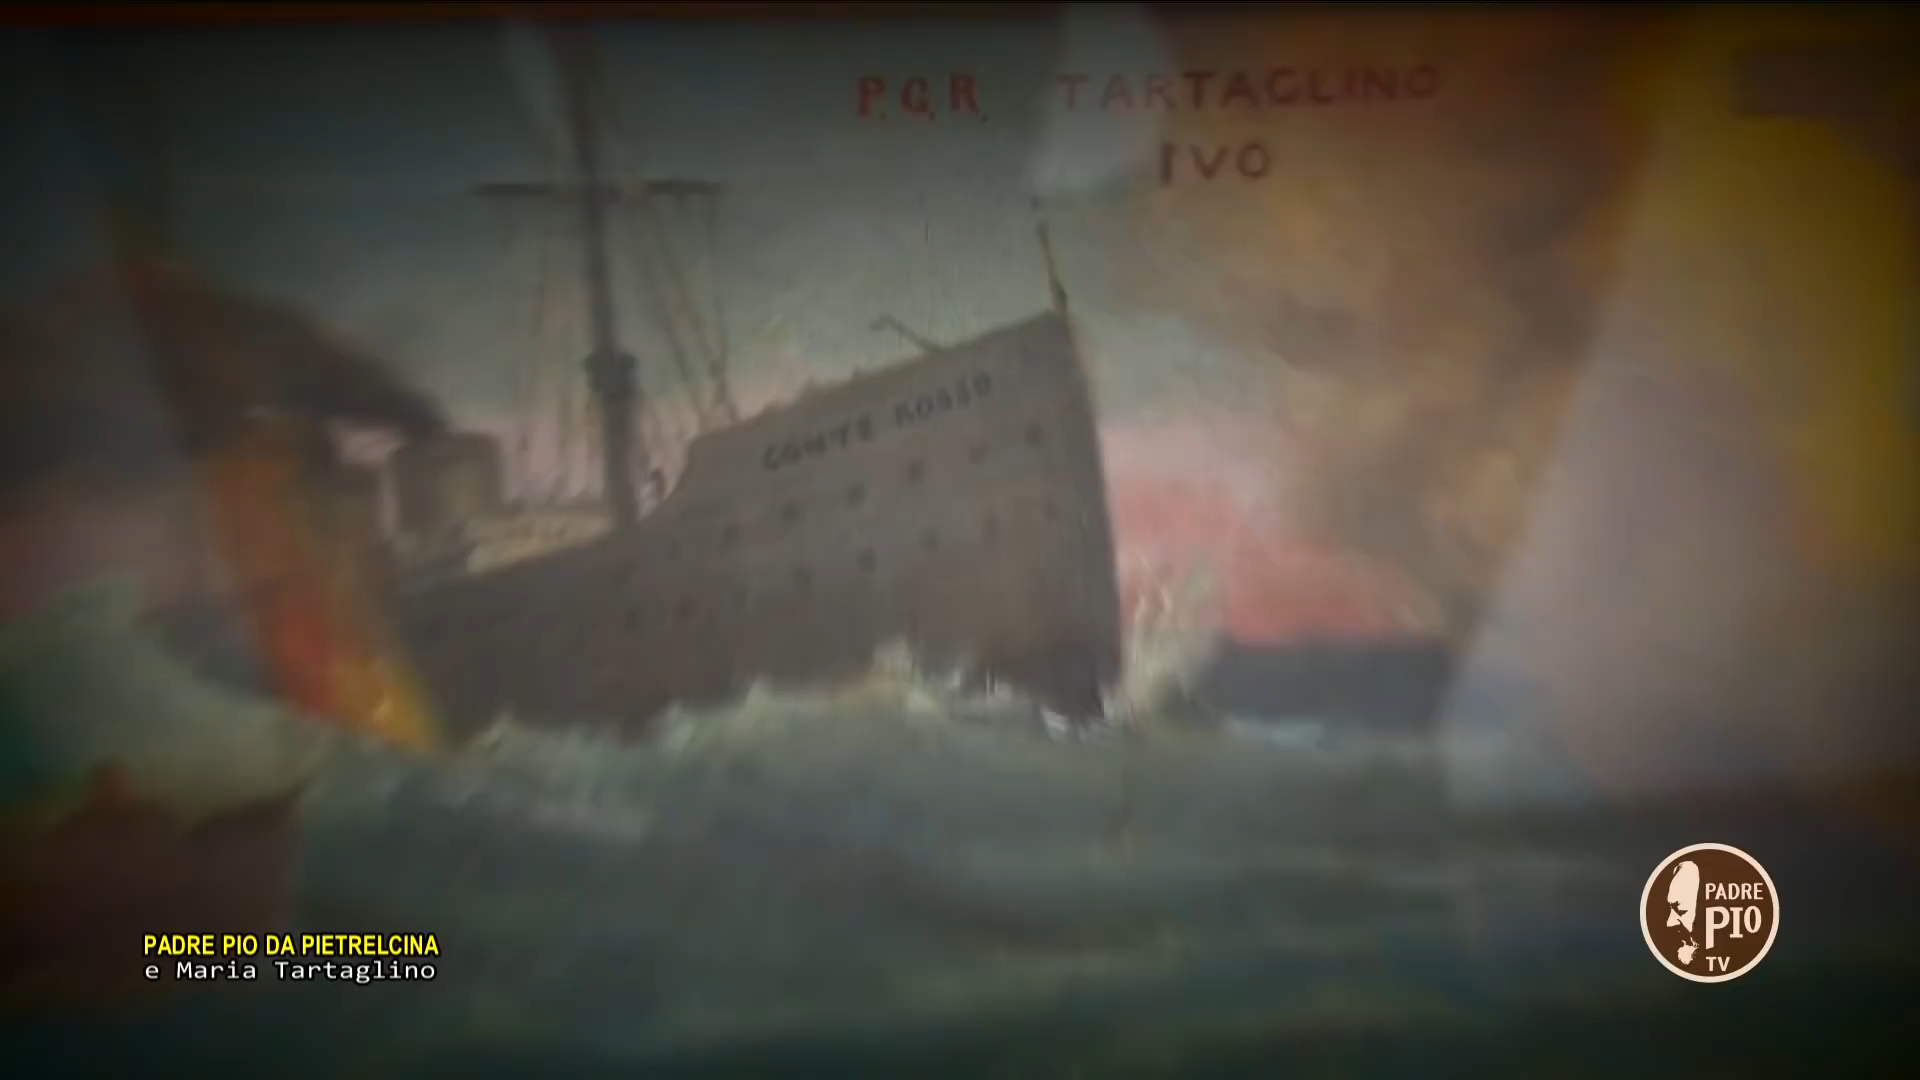 P.G.R. TARTAGLINO
IVO
CONTE ROSSO
PADRE PIO DA PIETRELCINA
e Maria Tartaglino
PADRE
PIO
TV